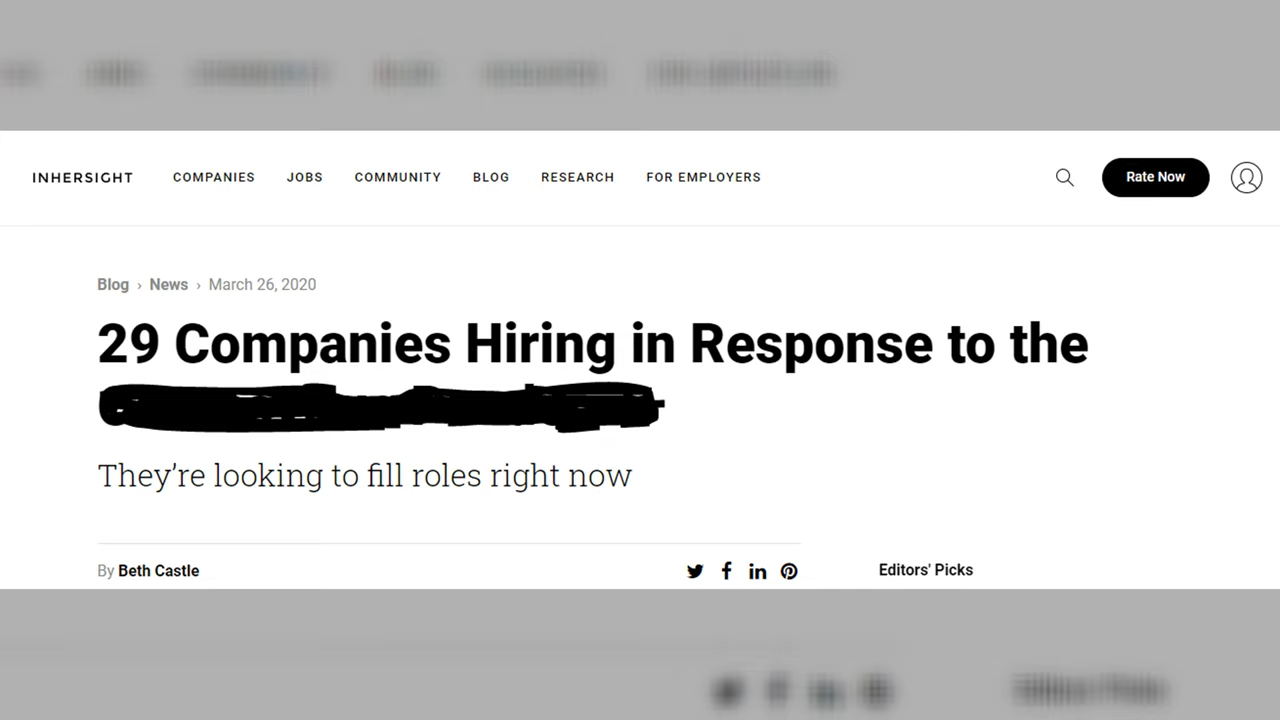 INHERSIGHT COMPANIES JOBS COMMUNITY BLOG RESEARCH FOR EMPLOYERS Rate Now
Blog › News › March 26, 2020
29 Companies Hiring in Response to the
They're looking to fill roles right now
By Beth Castle
Editors' Picks